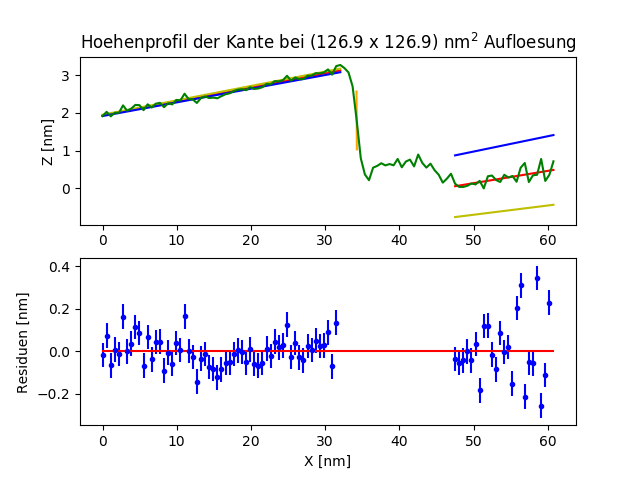 Hoehenprofil der Kante bei (126.9 x 126.9) nm² Aufloesung
Z [nm]
3
2
1
0
0 10 20 30 40 50 60
Residuen [nm]
0.4
0.2
0.0
−0.2
0 10 20 30 40 50 60
X [nm]